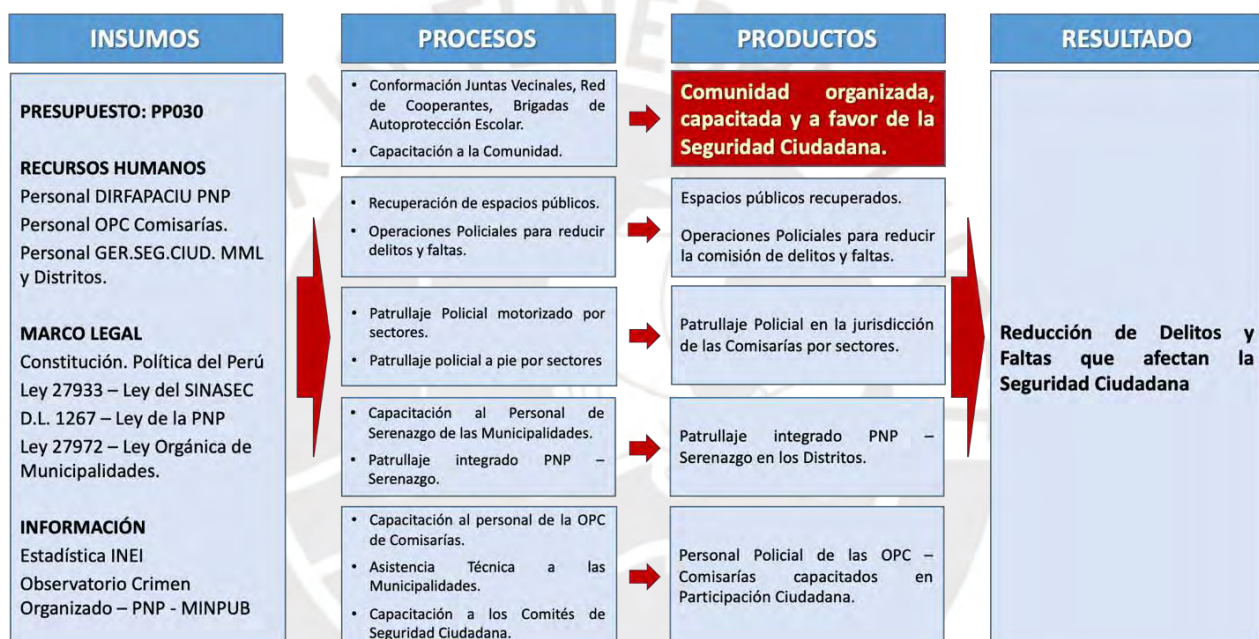 INSUMOS
PRESUPUESTO: PP030
RECURSOS HUMANOS
Personal DIRFAPACIU PNP
Personal OPC Comisarías.
Personal GER.SEG.CIUD. MML
y Distritos.
MARCO LEGAL
Constitución. Política del Perú
Ley 27933 – Ley del SINASEC
D.L. 1267 – Ley de la PNP
Ley 27972 – Ley Orgánica de
Municipalidades.
INFORMACIÓN
Estadística INEI
Observatorio Crimen
Organizado – PNP - MINPUB
PROCESOS
• Conformación Juntas Vecinales, Red
de Cooperantes, Brigadas de
Autoprotección Escolar.
• Capacitación a la Comunidad.
• Recuperación de espacios públicos.
• Operaciones Policiales para reducir
delitos y faltas.
• Patrullaje Policial motorizado por
sectores.
• Patrullaje policial a pie por sectores
• Capacitación al Personal de
Serenazgo de las Municipalidades.
• Patrullaje integrado PNP –
Serenazgo.
• Capacitación al personal de la OPC
de Comisarías.
• Asistencia Técnica a las
Municipalidades.
• Capacitación a los Comités de
Seguridad Ciudadana.
PRODUCTOS
Comunidad organizada,
capacitada y a favor de la
Seguridad Ciudadana.
Espacios públicos recuperados.
Operaciones Policiales para reducir
la comisión de delitos y faltas.
Patrullaje Policial en la jurisdicción
de las Comisarías por sectores.
Patrullaje integrado PNP –
Serenazgo en los Distritos.
Personal Policial de las OPC –
Comisarías capacitados en
Participación Ciudadana.
RESULTADO
Reducción de Delitos y
Faltas que afectan la
Seguridad Ciudadana